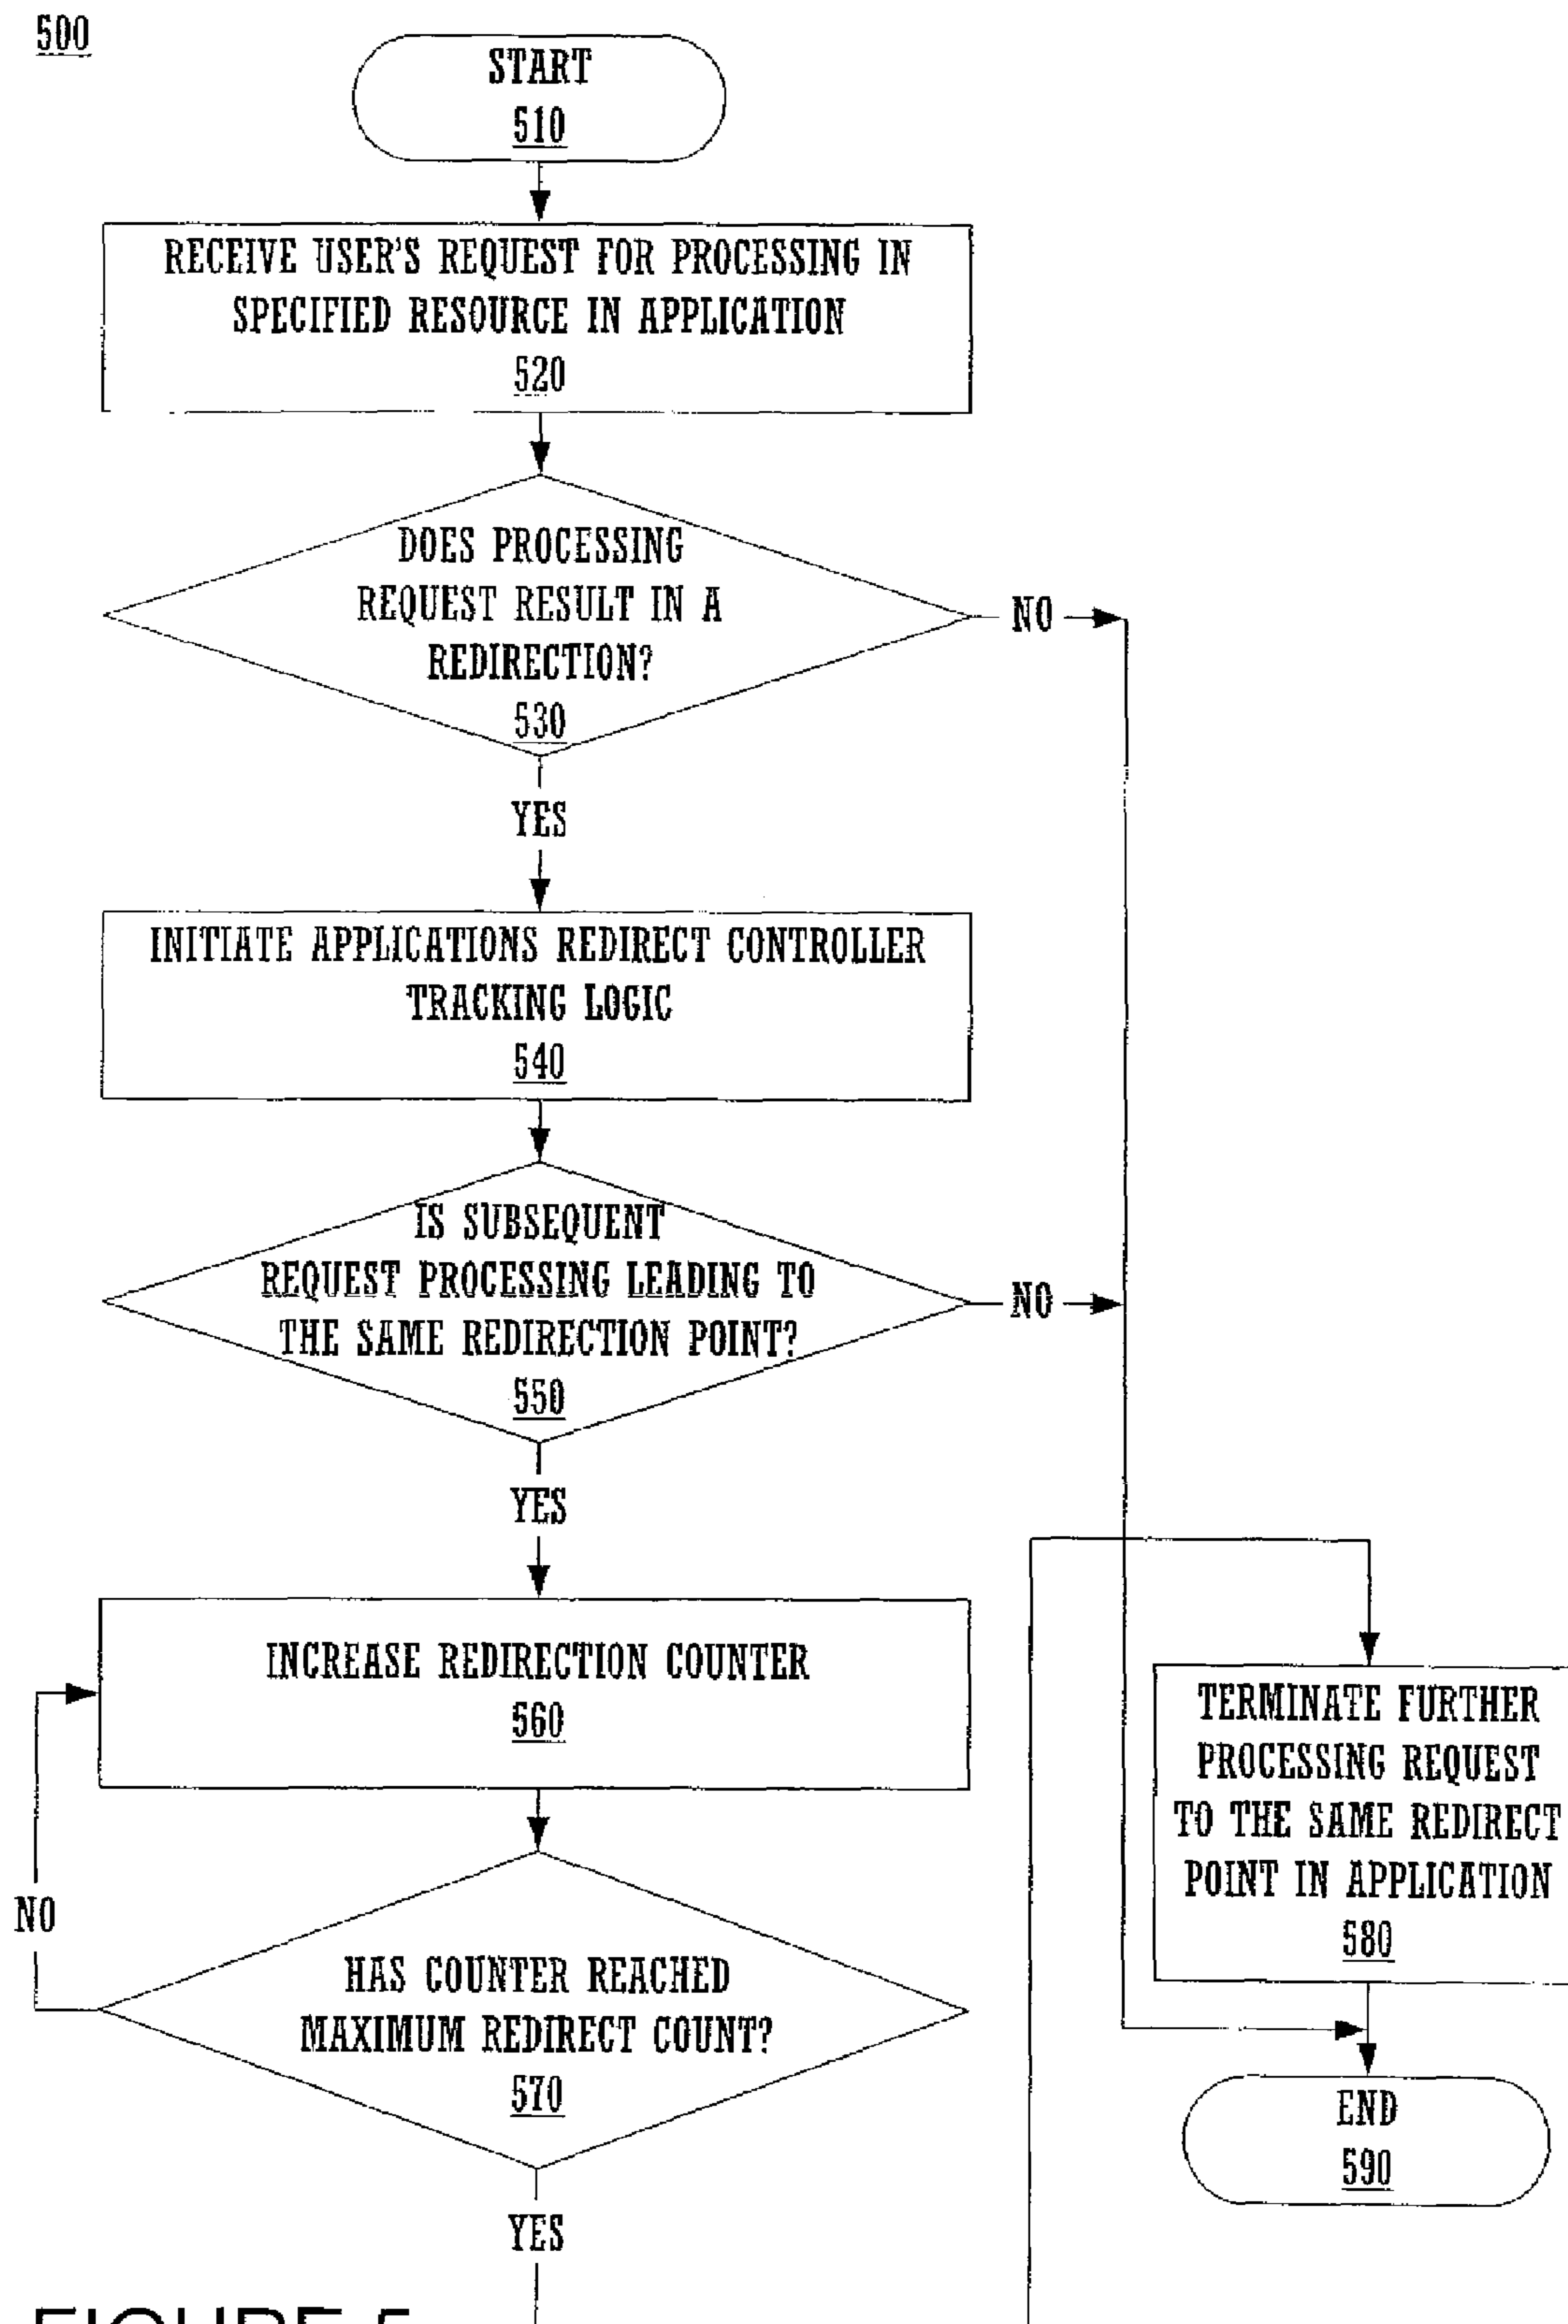 500
START
510
RECEIVE USER'S REQUEST FOR PROCESSING IN
SPECIFIED RESOURCE IN APPLICATION
520
DOES PROCESSING
REQUEST RESULT IN A
REDIRECTION?
530
NO
YES
INITIATE APPLICATIONS REDIRECT CONTROLLER
TRACKING LOGIC
540
IS SUBSEQUENT
REQUEST PROCESSING LEADING TO
THE SAME REDIRECTION POINT?
550
NO
YES
INCREASE REDIRECTION COUNTER
560
NO
HAS COUNTER REACHED
MAXIMUM REDIRECT COUNT?
570
YES
TERMINATE FURTHER
PROCESSING REQUEST
TO THE SAME REDIRECT
POINT IN APPLICATION
580
END
590
FIGURE 5